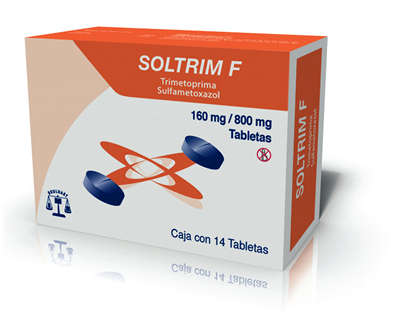 SOLTRIM F
Trimetoprima
Sulfametoxazol
160 mg / 800 mg
Tabletas
Caja con 14 Tabletas
SOLTRIM F
Trimetoprima
Sulfametoxazol